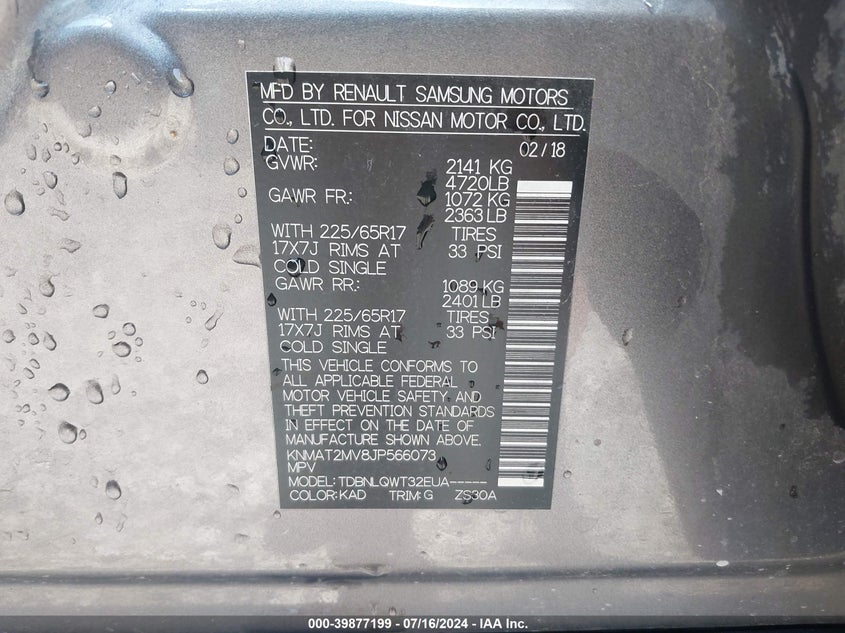 MFD BY RENAULT SAMSUNG MOTORS
CO., LTD. FOR NISSAN MOTOR CO., LTD.
DATE: 02/18
GVWR: 2141 KG
4720LB
GAWR FR.: 1072 KG
2363 LB
WITH 225/65R17 TIRES
17X7J RIMS AT 33 PSI
COLD SINGLE
GAWR RR.: 1089 KG
2401 LB
WITH 225/65R17 TIRES
17X7J RIMS AT 33 PSI
COLD SINGLE
THIS VEHICLE CONFORMS TO
ALL APPLICABLE FEDERAL
MOTOR VEHICLE SAFETY, AND
THEFT PREVENTION STANDARDS
IN EFFECT ON THE DATE OF
MANUFACTURE SHOWN ABOVE.
KNMAT2MV8JP566073
MPV
MODEL: TDBNLQWT32EUA-----
COLOR: KAD TRIM: G ZS30A
000-39877199 / 07/16/2024 - IAA Inc.